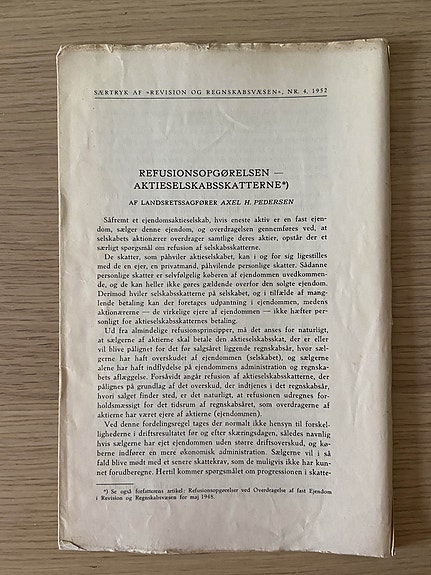 SÆRTRYK AF »REVISION OG REGNSKABSVÆSEN«, NR. 4, 1952
REFUSIONSOPGØRELSEN —
AKTIESELSKABSSKATTERNE*)
AF LANDSRETSSAGFØRER AXEL H. PEDERSEN
Såfremt et ejendomsaktieselskab, hvis eneste aktiv er en fast ejen-
dom, sælger denne ejendom, og overdragelsen gennemføres ved, at
selskabets aktionærer overdrager samtlige deres aktier, opstår der et
særligt spørgsmål om refusion af selskabsskatterne.
De skatter, som påhviler aktieselskabet, kan i og for sig ligestilles
med de en ejer, en privatmand, påhvilende personlige skatter. Sådanne
personlige skatter er selvfølgelig køberen af ejendommen uvedkommen-
de, og de kan heller ikke gøres gældende overfor den solgte ejendom.
Derimod hviler selskabsskatterne på selskabet, og i tilfælde af mang-
lende betaling kan der foretages udpantning i ejendommen, medens
aktionærerne — de virkelige ejere af ejendommen — ikke hæfter per-
sonligt for aktieselskabsskatternes betaling.
Ud fra almindelige refusionsprincipper, må det anses for naturligt,
at sælgerne af aktierne skal betale den aktieselskabsskat, der er eller
vil blive pålignet for det før salgsåret liggende regnskabsår, hvor sæl-
gerne har haft overskudet af ejendommen (selskabet), og sælgerne
alene har haft indflydelse på ejendommens administration og regnska-
bets aflæggelse. Forsåvidt angår refusion af aktieselskabsskatterne, der
pålignes på grundlag af det overskud, der indtjenes i det regnskabsår,
hvori salget finder sted, er det naturligt, at refusionen udregnes for-
holdsmæssigt for det tidsrum af regnskabsåret, som overdragerne af
aktierne har været ejere af aktierne (ejendommen).
Ved denne fordelingsregel tages der normalt ikke hensyn til forskel-
lighederne i driftsresultatet før og efter skæringsdagen, således navnlig
hvis sælgerne har ejet ejendommen uden større driftsoverskud, og kø-
berne indfører en mere økonomisk administration. Sælgerne vil i så
fald blive mødt med et senere skattekrav, som de muligvis ikke har kun-
net forudberegne. Hertil kommer spørgsmålet om progressionen i skatte-
*) Se også forfatterens artikel: Refusionsopgørelser ved Overdragelse af fast Ejendom
i Revision og Regnskabsvæsen for maj 1948.